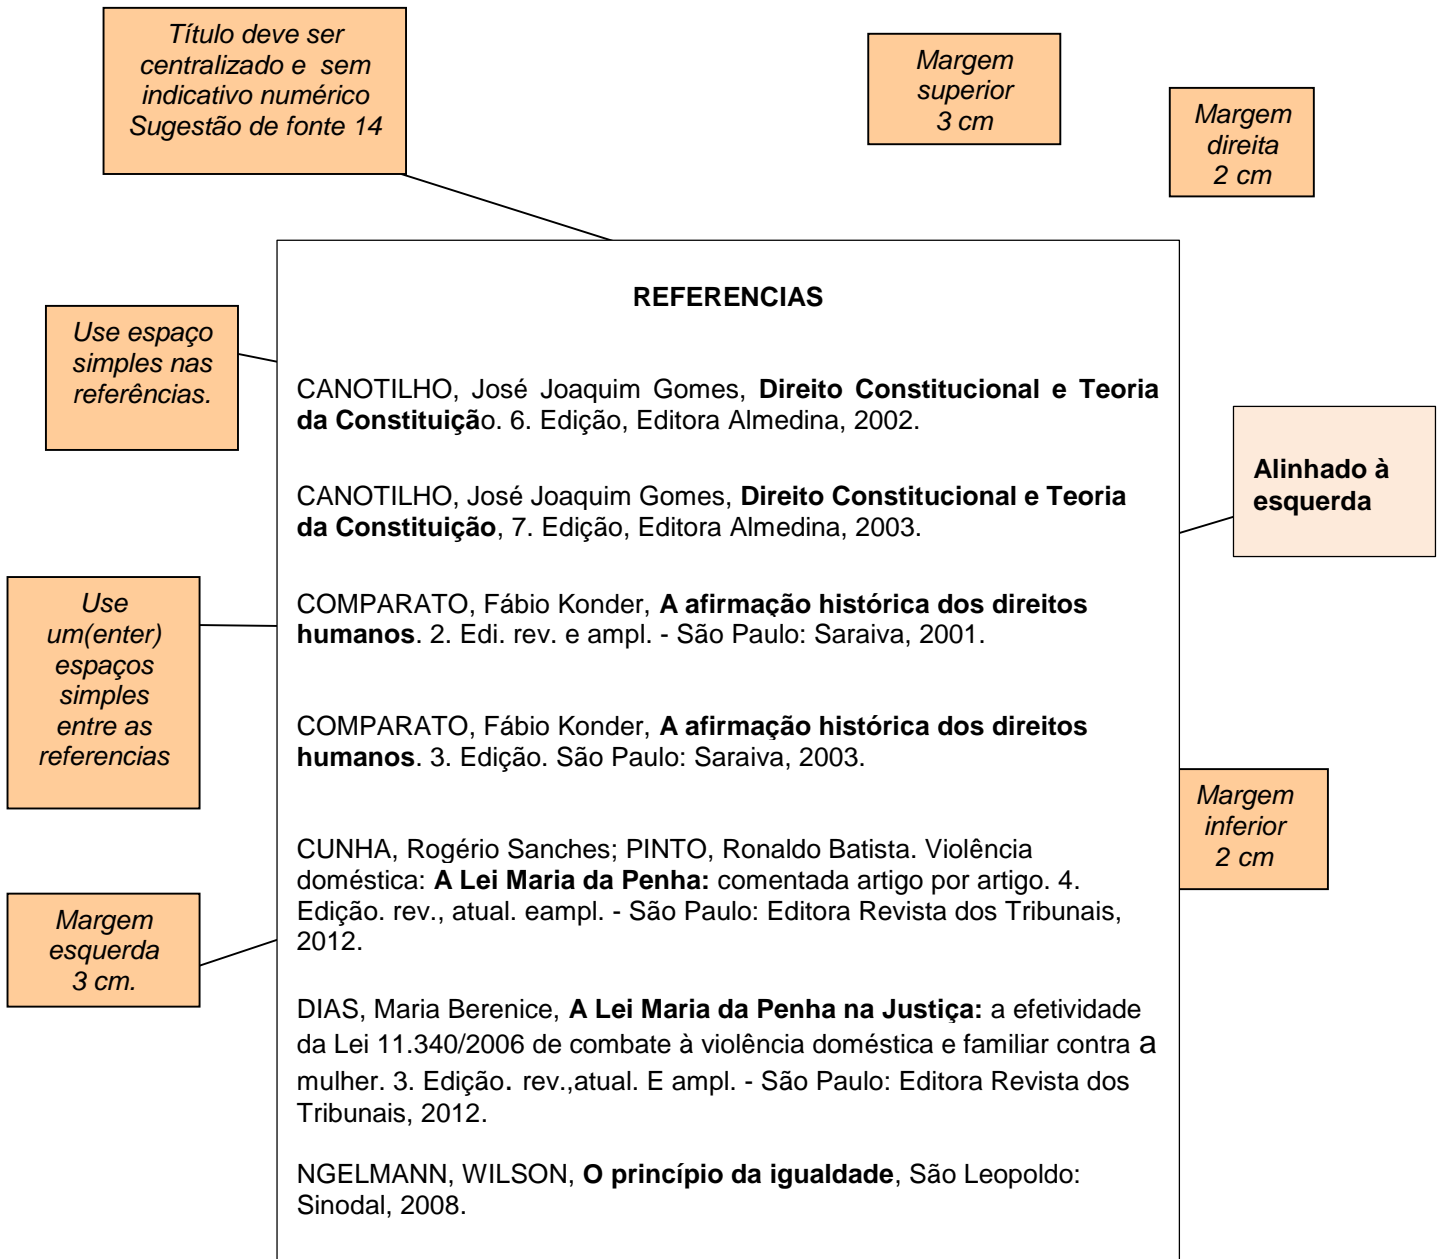 Título deve ser
centralizado e sem
indicativo numérico
Sugestão de fonte 14
Margem
superior
3 cm
Margem
direita
2 cm
REFERENCIAS
Use espaço
simples nas
referências.
CANOTILHO, José Joaquim Gomes, Direito Constitucional e Teoria
da Constituição. 6. Edição, Editora Almedina, 2002.
Alinhado à
esquerda
CANOTILHO, José Joaquim Gomes, Direito Constitucional e Teoria
da Constituição, 7. Edição, Editora Almedina, 2003.
Use
um(enter)
espaços
simples
entre as
referencias
COMPARATO, Fábio Konder, A afirmação histórica dos direitos
humanos. 2. Edi. rev. e ampl. - São Paulo: Saraiva, 2001.
COMPARATO, Fábio Konder, A afirmação histórica dos direitos
humanos. 3. Edição. São Paulo: Saraiva, 2003.
Margem
inferior
2 cm
CUNHA, Rogério Sanches; PINTO, Ronaldo Batista. Violência
doméstica: A Lei Maria da Penha: comentada artigo por artigo. 4.
Edição. rev., atual. eampl. - São Paulo: Editora Revista dos Tribunais,
2012.
Margem
esquerda
3 cm.
DIAS, Maria Berenice, A Lei Maria da Penha na Justiça: a efetividade
da Lei 11.340/2006 de combate à violência doméstica e familiar contra a
mulher. 3. Edição. rev.,atual. E ampl. - São Paulo: Editora Revista dos
Tribunais, 2012.
NGELMANN, WILSON, O princípio da igualdade, São Leopoldo:
Sinodal, 2008.